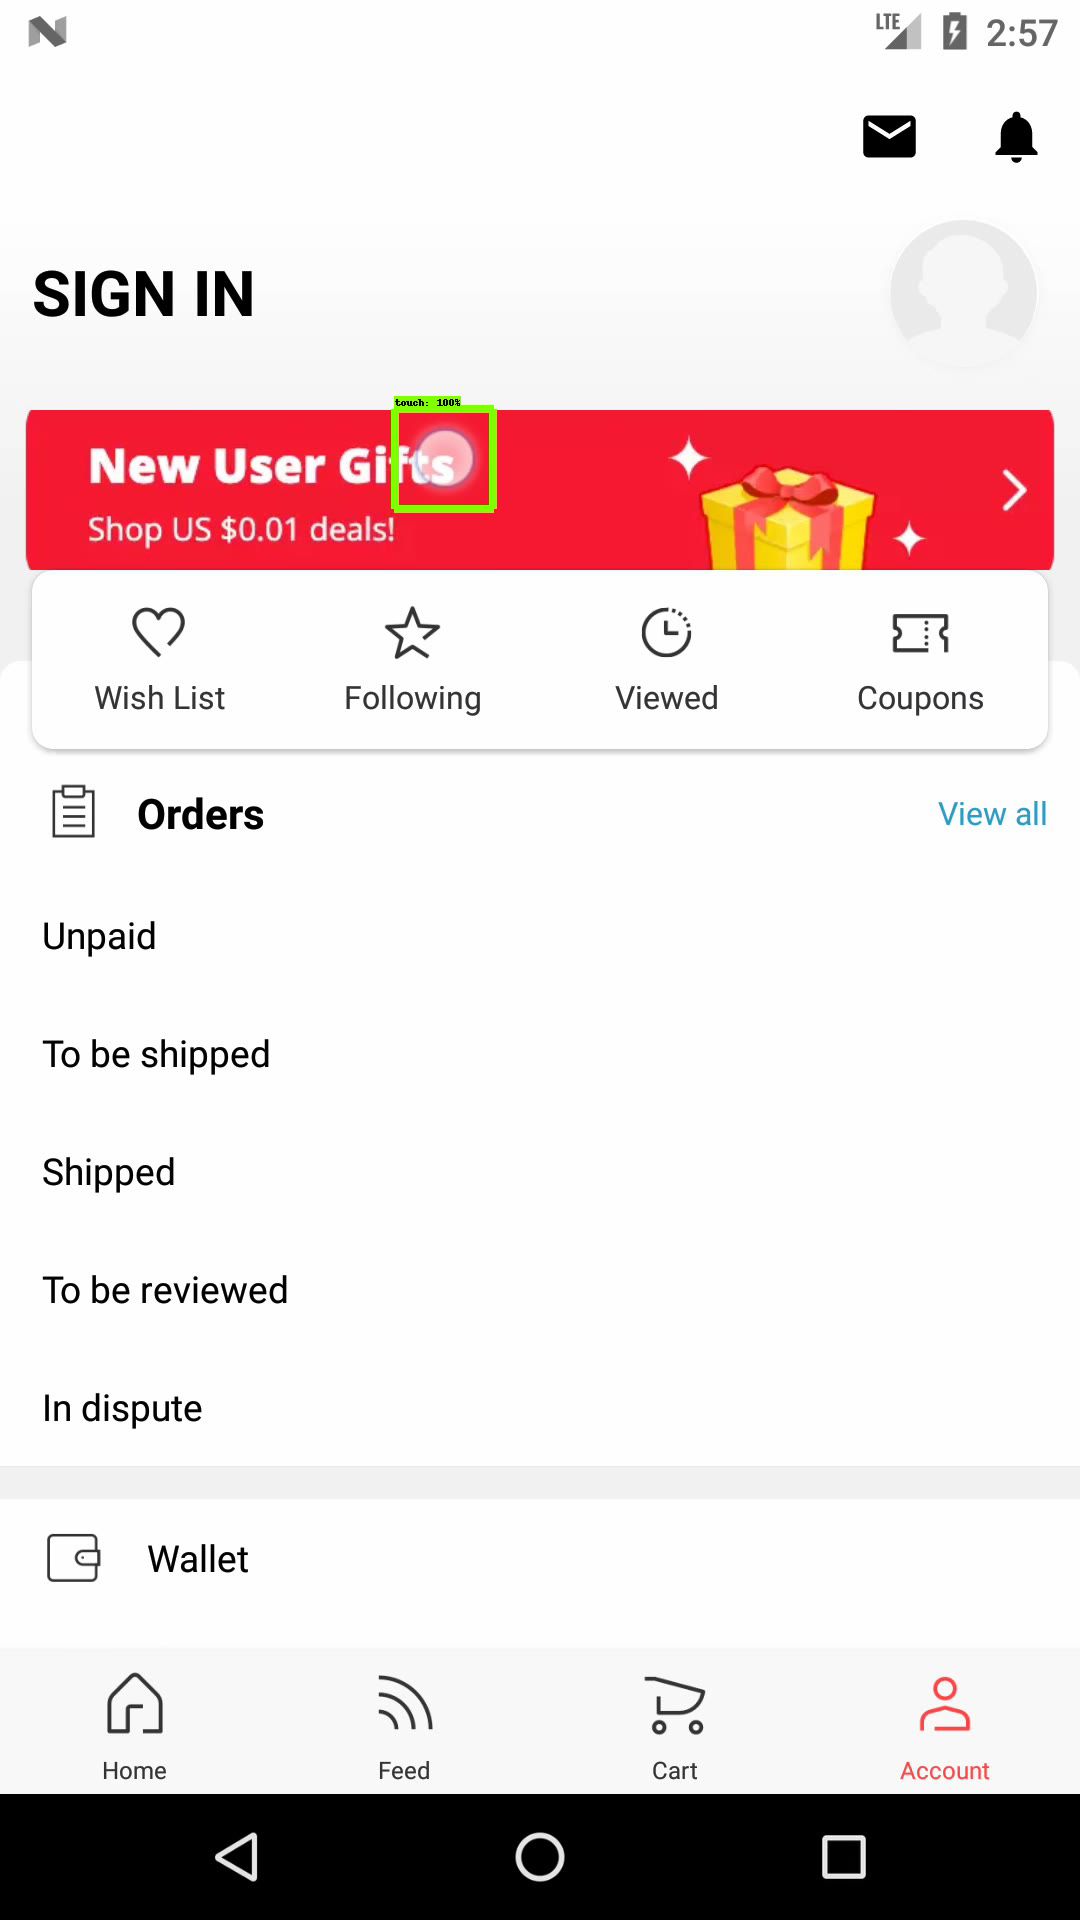 LTE 2:57
SIGN IN
touch: 100%
New User Gifts
Shop US $0.01 deals!
Wish List
Following
Viewed
Coupons
Orders
View all
Unpaid
To be shipped
Shipped
To be reviewed
In dispute
Wallet
Home
Feed
Cart
Account